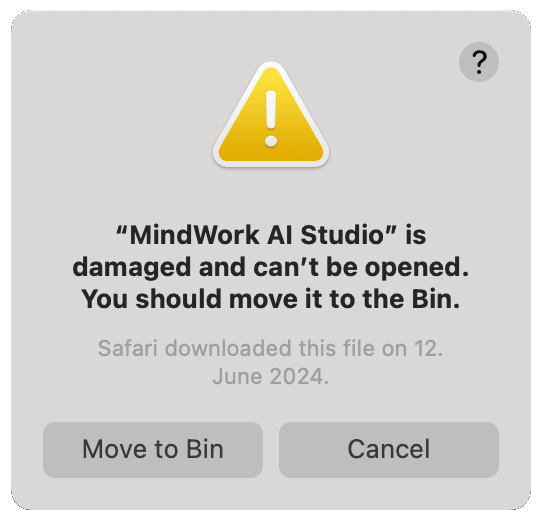 ?
“MindWork AI Studio” is
damaged and can’t be opened.
You should move it to the Bin.
Safari downloaded this file on 12.
June 2024.
Move to Bin
Cancel